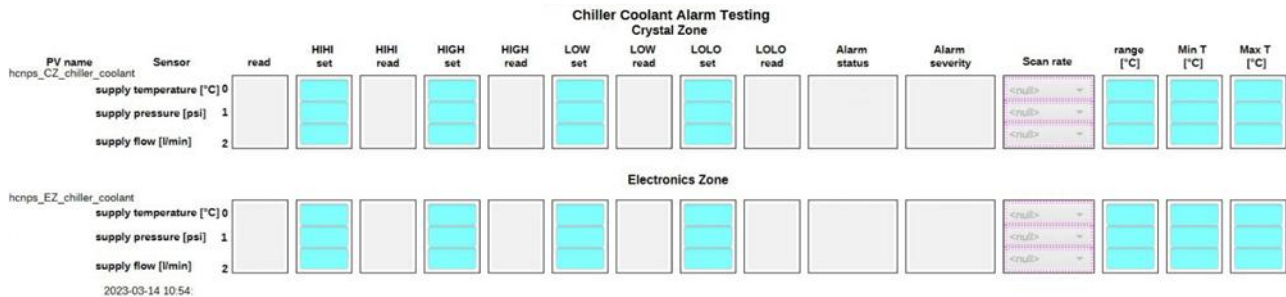 Chiller Coolant Alarm Testing
Crystal Zone
PV name Sensor read HIHI set HIHI read HIGH set HIGH read LOW set LOW read LOLO set LOLO read Alarm status Alarm severity Scan rate range [°C] Min T [°C] Max T [°C]
hcnps_CZ_chiller_coolant
supply temperature [°C] 0 <null>
supply pressure [psi] 1 <null>
supply flow [l/min] 2 <null>
Electronics Zone
hcnps_EZ_chiller_coolant
supply temperature [°C] 0 <null>
supply pressure [psi] 1 <null>
supply flow [l/min] 2 <null>
2023-03-14 10:54: